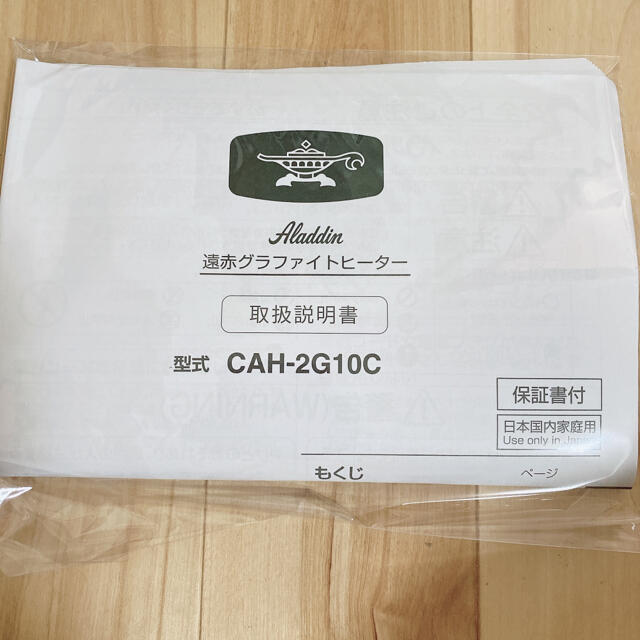 Aladdin
遠赤グラファイトヒーター
取扱説明書
型式 CAH-2G10C
保証書付
日本国内家庭用
Use only in Japan
もくじ ページ
(WARNING)